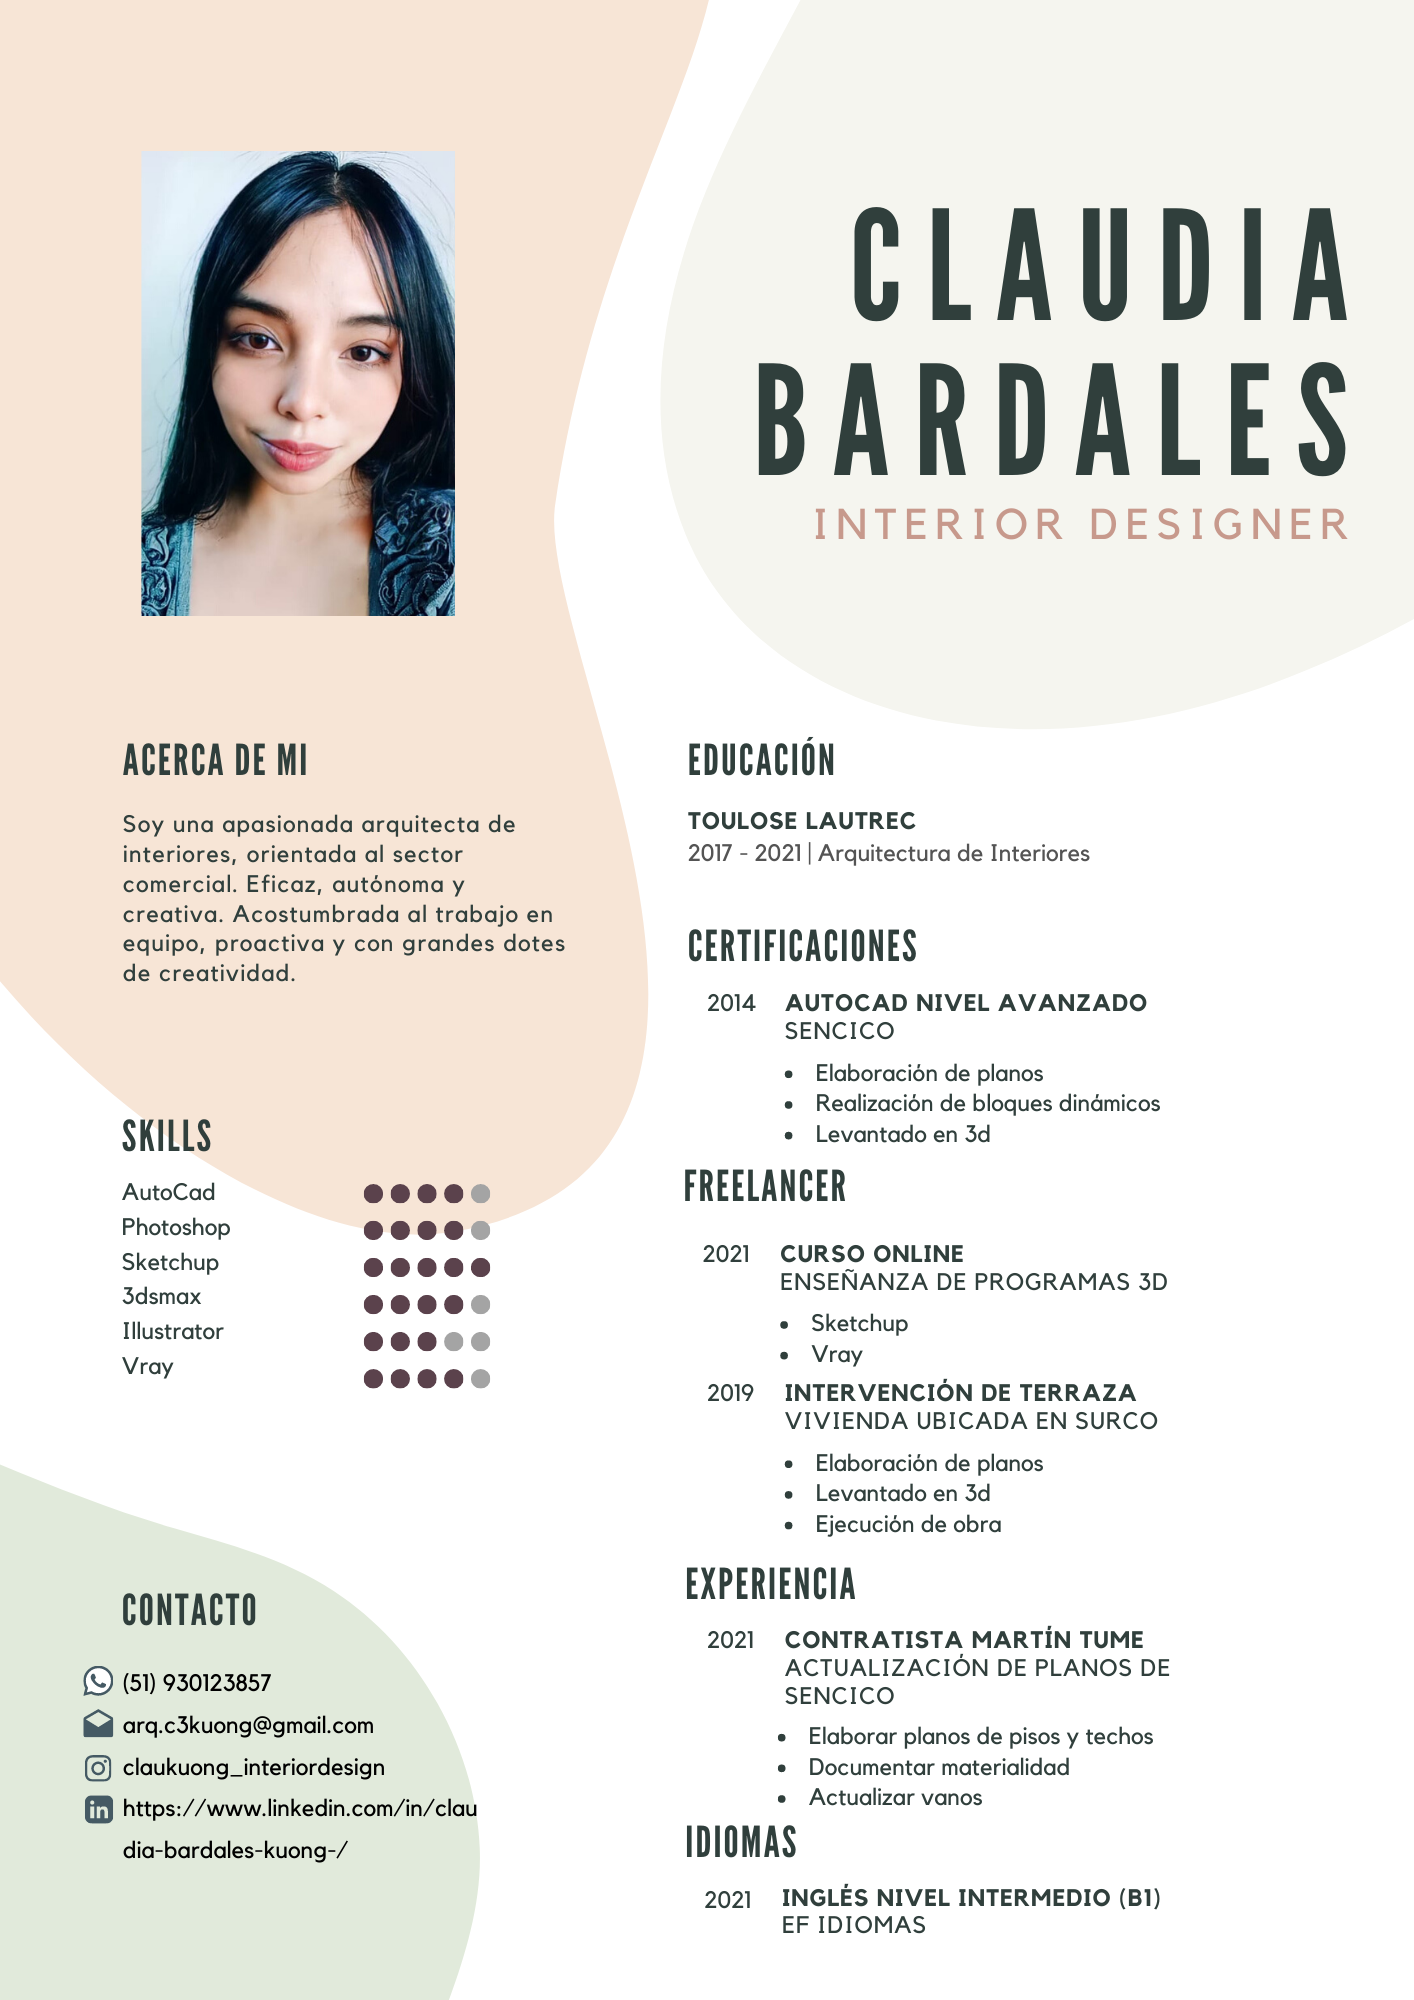 CLAUDIA
BARDALES
INTERIOR DESIGNER
ACERCA DE MI
Soy una apasionada arquitecta de
interiores, orientada al sector
comercial. Eficaz, autónoma y
creativa. Acostumbrada al trabajo en
equipo, proactiva y con grandes dotes
de creatividad.
SKILLS
AutoCad
Photoshop
Sketchup
3dsmax
Illustrator
Vray
CONTACTO
(51) 930123857
arq.c3kuong@gmail.com
claukuong_interiordesign
in https://www.linkedin.com/in/clau
dia-bardales-kuong-/
EDUCACIÓN
TOULOSE LAUTREC
2017 - 2021 | Arquitectura de Interiores
CERTIFICACIONES
2014 AUTOCAD NIVEL AVANZADO
SENCICO
• Elaboración de planos
• Realización de bloques dinámicos
• Levantado en 3d
FREELANCER
2021 CURSO ONLINE
ENSEÑANZA DE PROGRAMAS 3D
• Sketchup
• Vray
2019 INTERVENCIÓN DE TERRAZA
VIVIENDA UBICADA EN SURCO
• Elaboración de planos
• Levantado en 3d
• Ejecución de obra
EXPERIENCIA
2021 CONTRATISTA MARTÍN TUME
ACTUALIZACIÓN DE PLANOS DE
SENCICO
• Elaborar planos de pisos y techos
• Documentar materialidad
• Actualizar vanos
IDIOMAS
2021 INGLÉS NIVEL INTERMEDIO (B1)
EF IDIOMAS